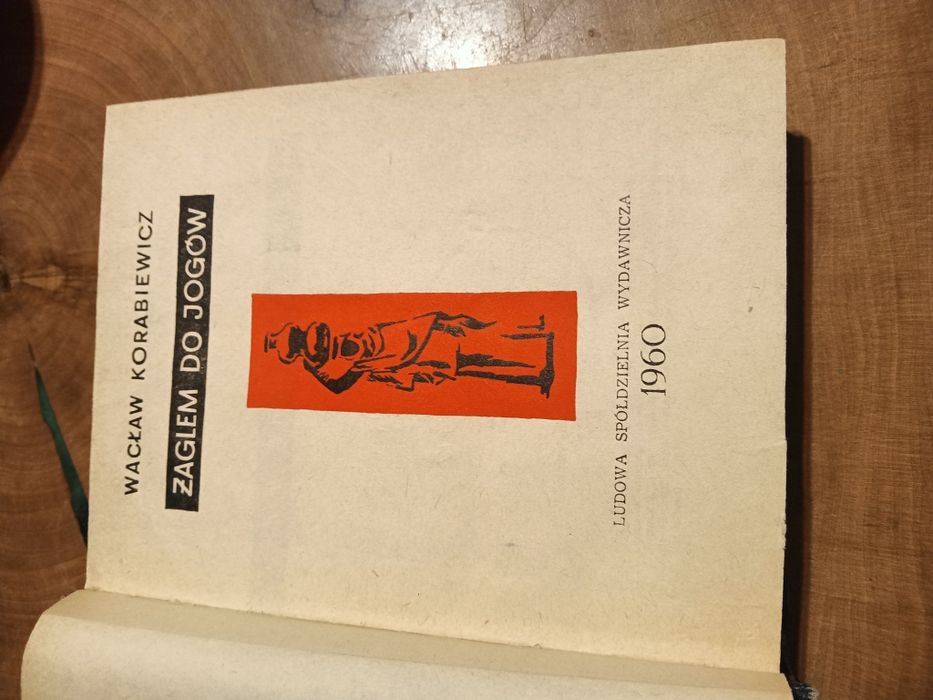 WACŁAW KORABIEWICZ
ŻAGLEM DO JOGÓW
LUDOWA SPÓŁDZIELNIA WYDAWNICZA
1960